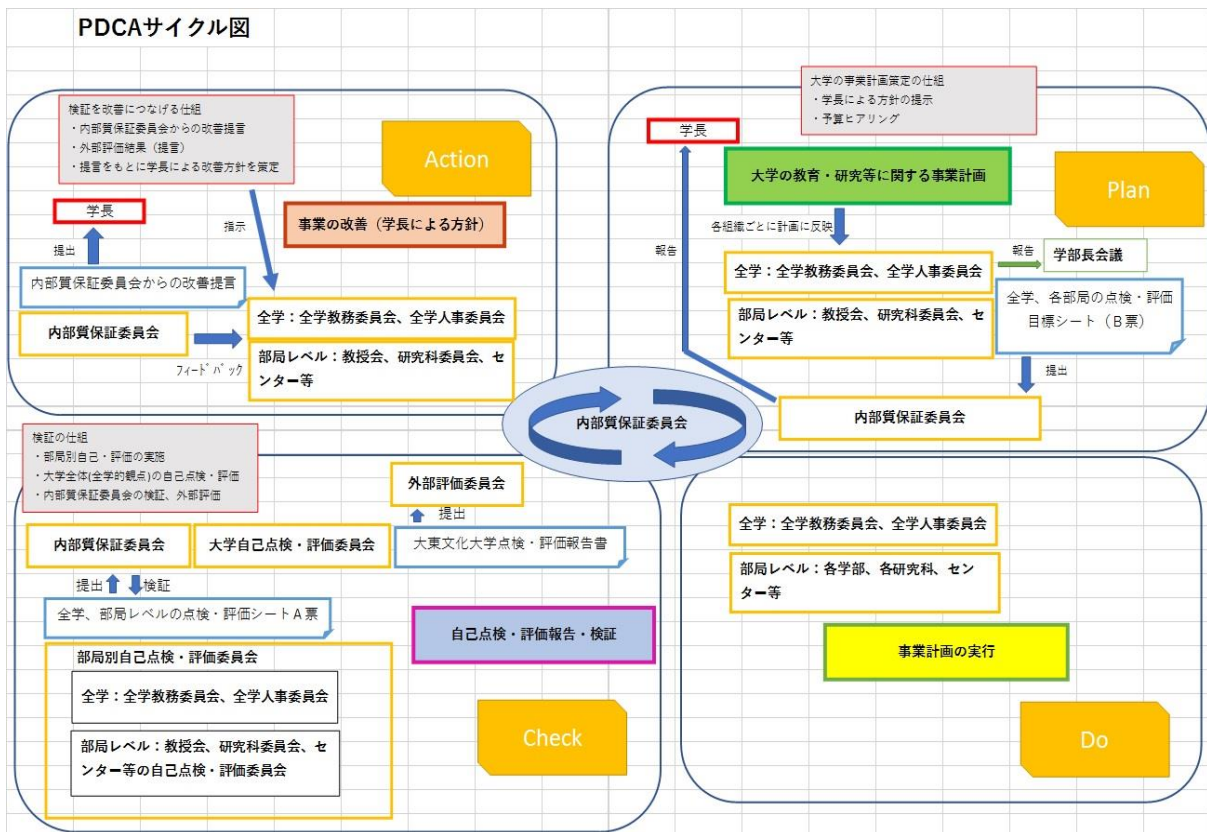 PDCAサイクル図
検証を改善につなげる仕組
・内部質保証委員会からの改善提言
・外部評価結果（提言）
・提言をもとに学長による改善方針を策定
Action
学長
指示
事業の改善（学長による方針）
提出
内部質保証委員会からの改善提言
内部質保証委員会
フィードバック
全学：全学教務委員会、全学人事委員会
部局レベル：教授会、研究科委員会、セ
ンター等
大学の事業計画策定の仕組
・学長による方針の提示
・予算ヒアリング
学長
大学の教育・研究等に関する事業計画
Plan
各組織ごとに計画に反映
報告
全学：全学教務委員会、全学人事委員会
報告
学部長会議
部局レベル：教授会、研究科委員会、セ
ンター等
全学、各部局の点検・評価
目標シート（Ｂ票）
提出
内部質保証委員会
内部質保証委員会
検証の仕組
・部局別自己・評価の実施
・大学全体(全学的観点)の自己点検・評価
・内部質保証委員会の検証、外部評価
外部評価委員会
提出
内部質保証委員会
大学自己点検・評価委員会
大東文化大学点検・評価報告書
提出
検証
全学、部局レベルの点検・評価シートＡ票
自己点検・評価報告・検証
部局別自己点検・評価委員会
全学：全学教務委員会、全学人事委員会
部局レベル：教授会、研究科委員会、セ
ンター等の自己点検・評価委員会
Check
全学：全学教務委員会、全学人事委員会
部局レベル：各学部、各研究科、セン
ター等
事業計画の実行
Do